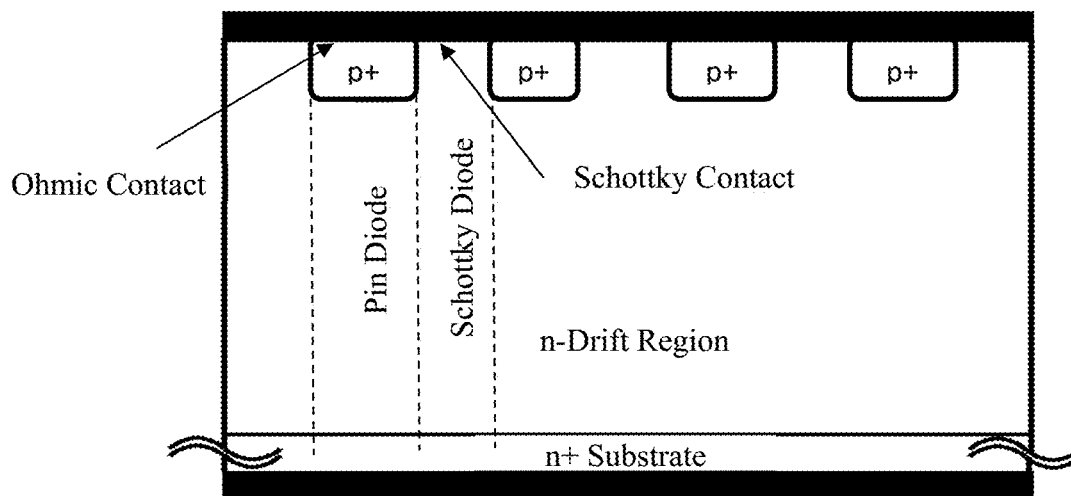 p+ p+ p+ p+
Ohmic Contact
Schottky Contact
Pin Diode
Schottky Diode
n-Drift Region
n+ Substrate